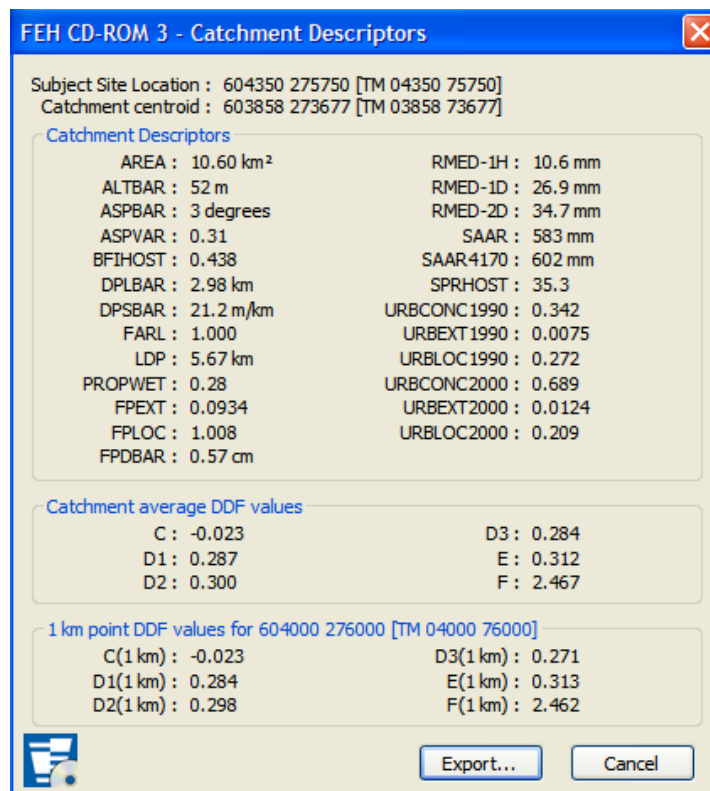 FEH CD-ROM 3 - Catchment Descriptors
Subject Site Location : 604350 275750 [TM 04350 75750]
Catchment centroid : 603858 273677 [TM 03858 73677]
Catchment Descriptors
AREA : 10.60 km² RMED-1H : 10.6 mm
ALTBAR : 52 m RMED-1D : 26.9 mm
ASPBAR : 3 degrees RMED-2D : 34.7 mm
ASPVAR : 0.31 SAAR : 583 mm
BFIHOST : 0.438 SAAR4170 : 602 mm
DPLBAR : 2.98 km SPRHOST : 35.3
DPSBAR : 21.2 m/km URBCONC1990 : 0.342
FARL : 1.000 URBEXT1990 : 0.0075
LDP : 5.67 km URBLOC1990 : 0.272
PROPWET : 0.28 URBCONC2000 : 0.689
FPEXT : 0.0934 URBEXT2000 : 0.0124
FPLOC : 1.008 URBLOC2000 : 0.209
FPDBAR : 0.57 cm
Catchment average DDF values
C : -0.023 D3 : 0.284
D1 : 0.287 E : 0.312
D2 : 0.300 F : 2.467
1 km point DDF values for 604000 276000 [TM 04000 76000]
C(1 km) : -0.023 D3(1 km) : 0.271
D1(1 km) : 0.284 E(1 km) : 0.313
D2(1 km) : 0.298 F(1 km) : 2.462
Export... Cancel